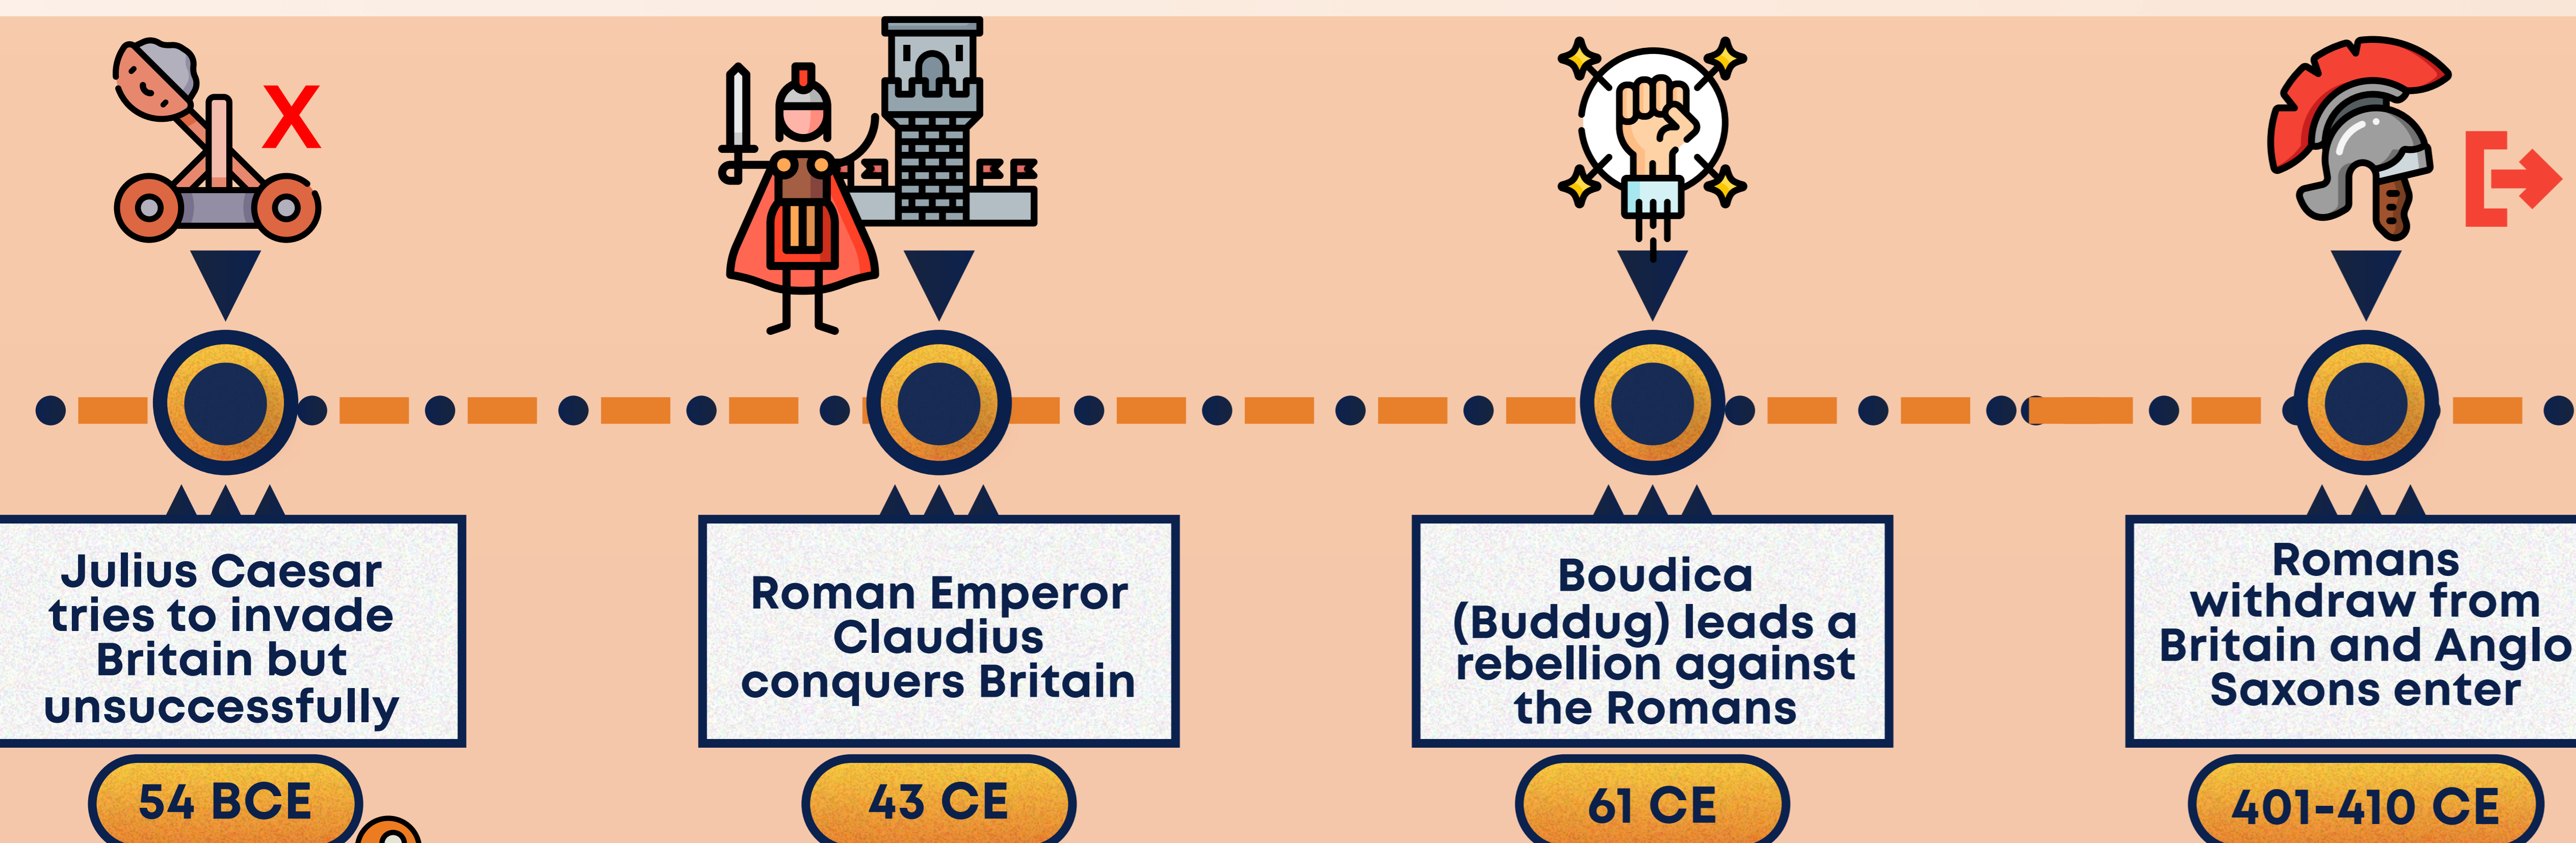 X
Julius Caesar
tries to invade
Britain but
unsuccessfully
54 BCE
Roman Emperor
Claudius
conquers Britain
43 CE
Boudica
(Buddug) leads a
rebellion against
the Romans
61 CE
Romans
withdraw from
Britain and Anglo
Saxons enter
401-410 CE